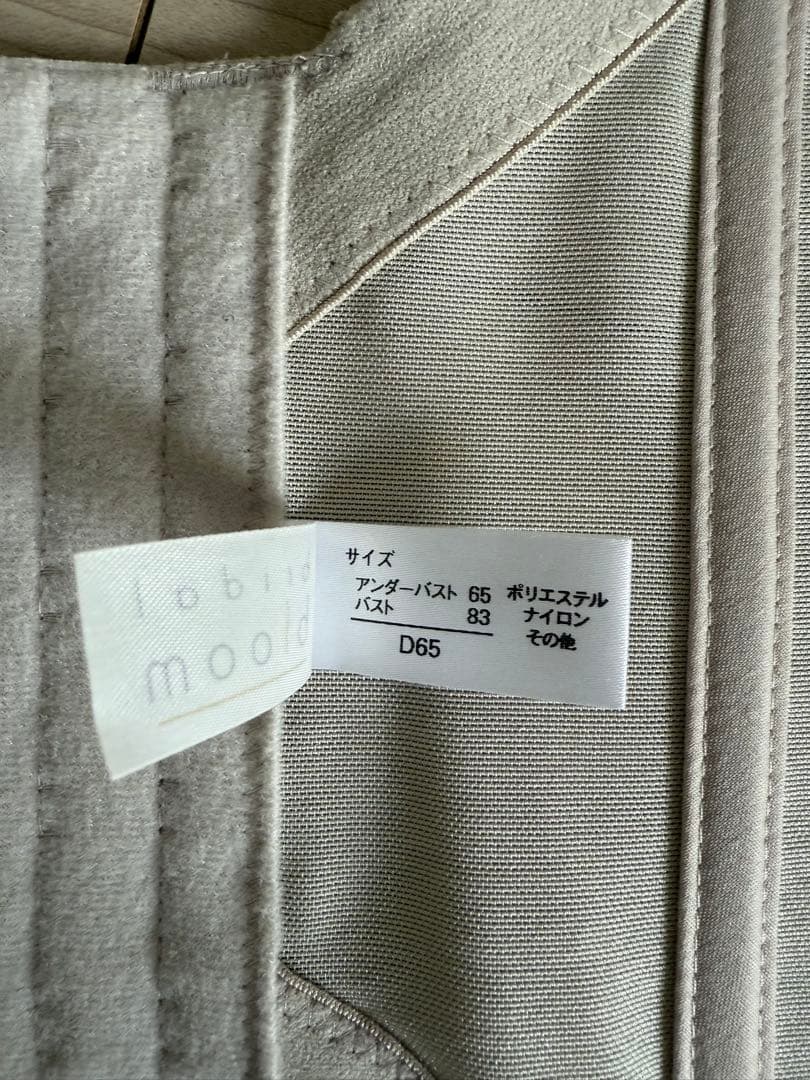 mood
サイズ
アンダーバスト 65
バスト 83
D65
ポリエステル
ナイロン
その他